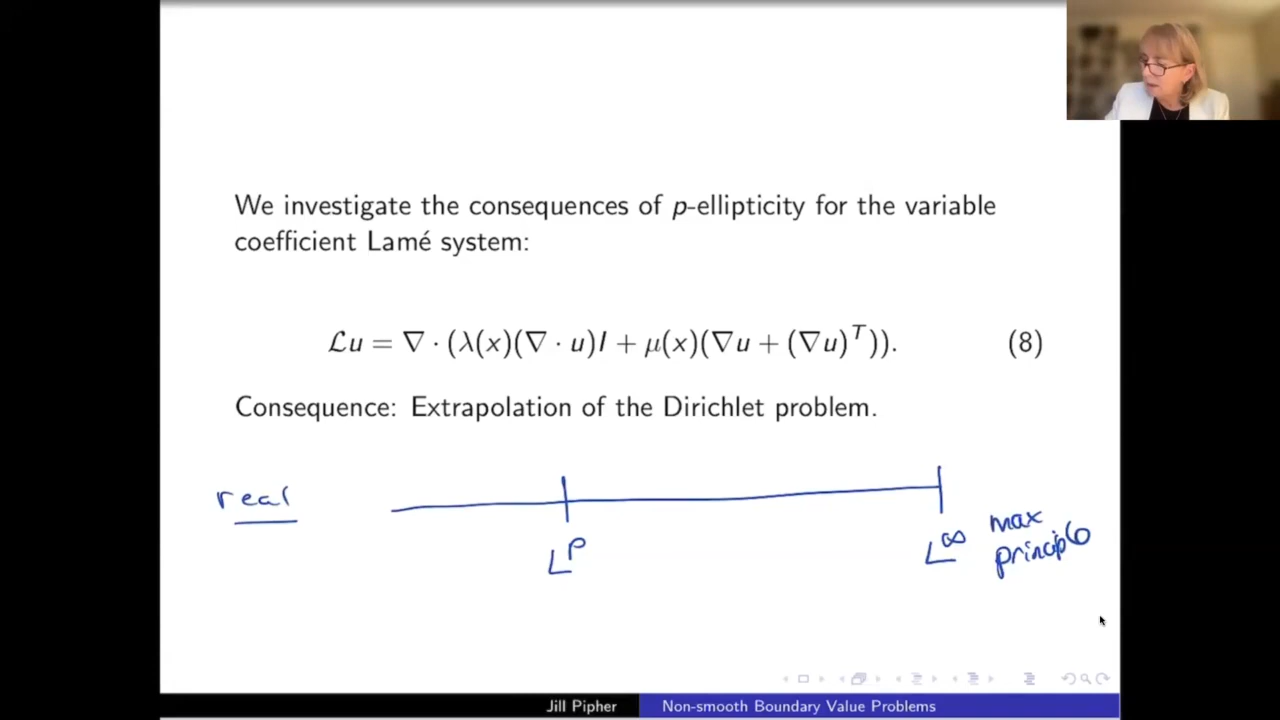 We investigate the consequences of p-ellipticity for the variable
coefficient Lamé system:
ℒu = ∇ · (λ(x)(∇ · u)I + μ(x)(∇u + (∇u)^T)). (8)
Consequence: Extrapolation of the Dirichlet problem.
real
L^p
L^∞ max
principle
Jill Pipher Non-smooth Boundary Value Problems